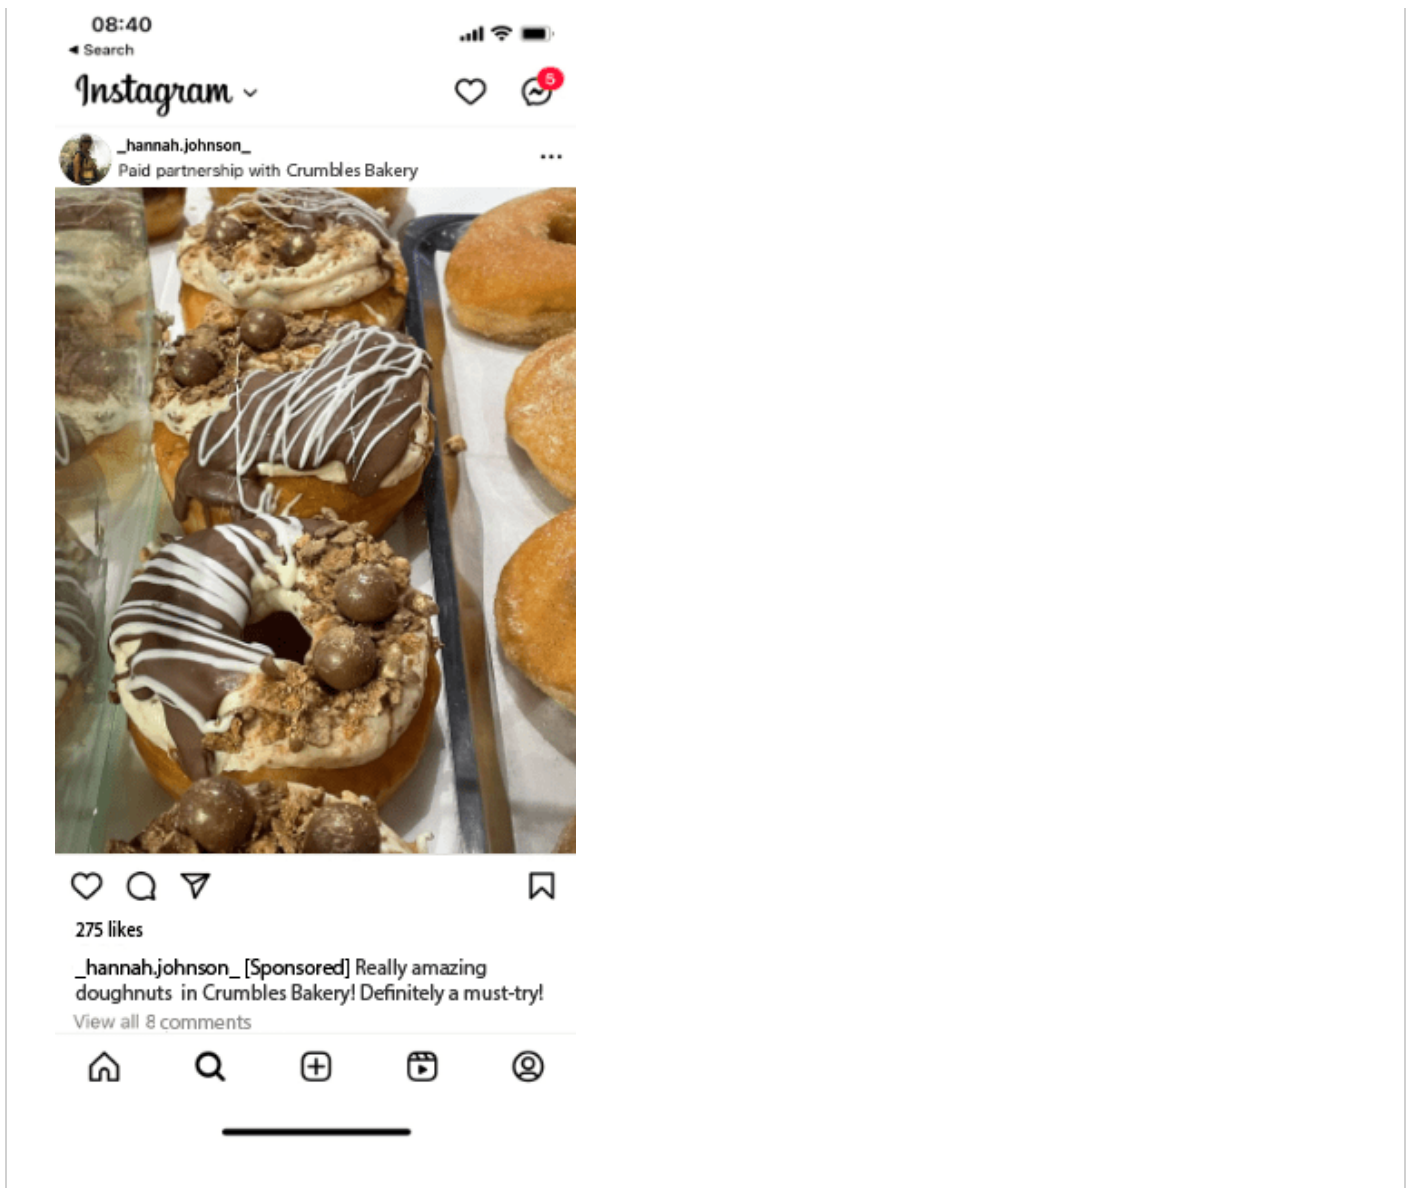 08:40
Search
Instagram
5
_hannah.johnson_
Paid partnership with Crumbles Bakery
275 likes
_hannah.johnson_ [Sponsored] Really amazing
doughnuts in Crumbles Bakery! Definitely a must-try!
View all 8 comments